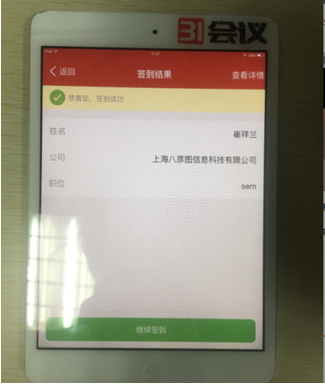 31会议
iPad
返回
签到结果
查看详情
恭喜您，签到成功
姓名
崔祥兰
公司
上海八彦图信息科技有限公司
职位
sem
继续签到